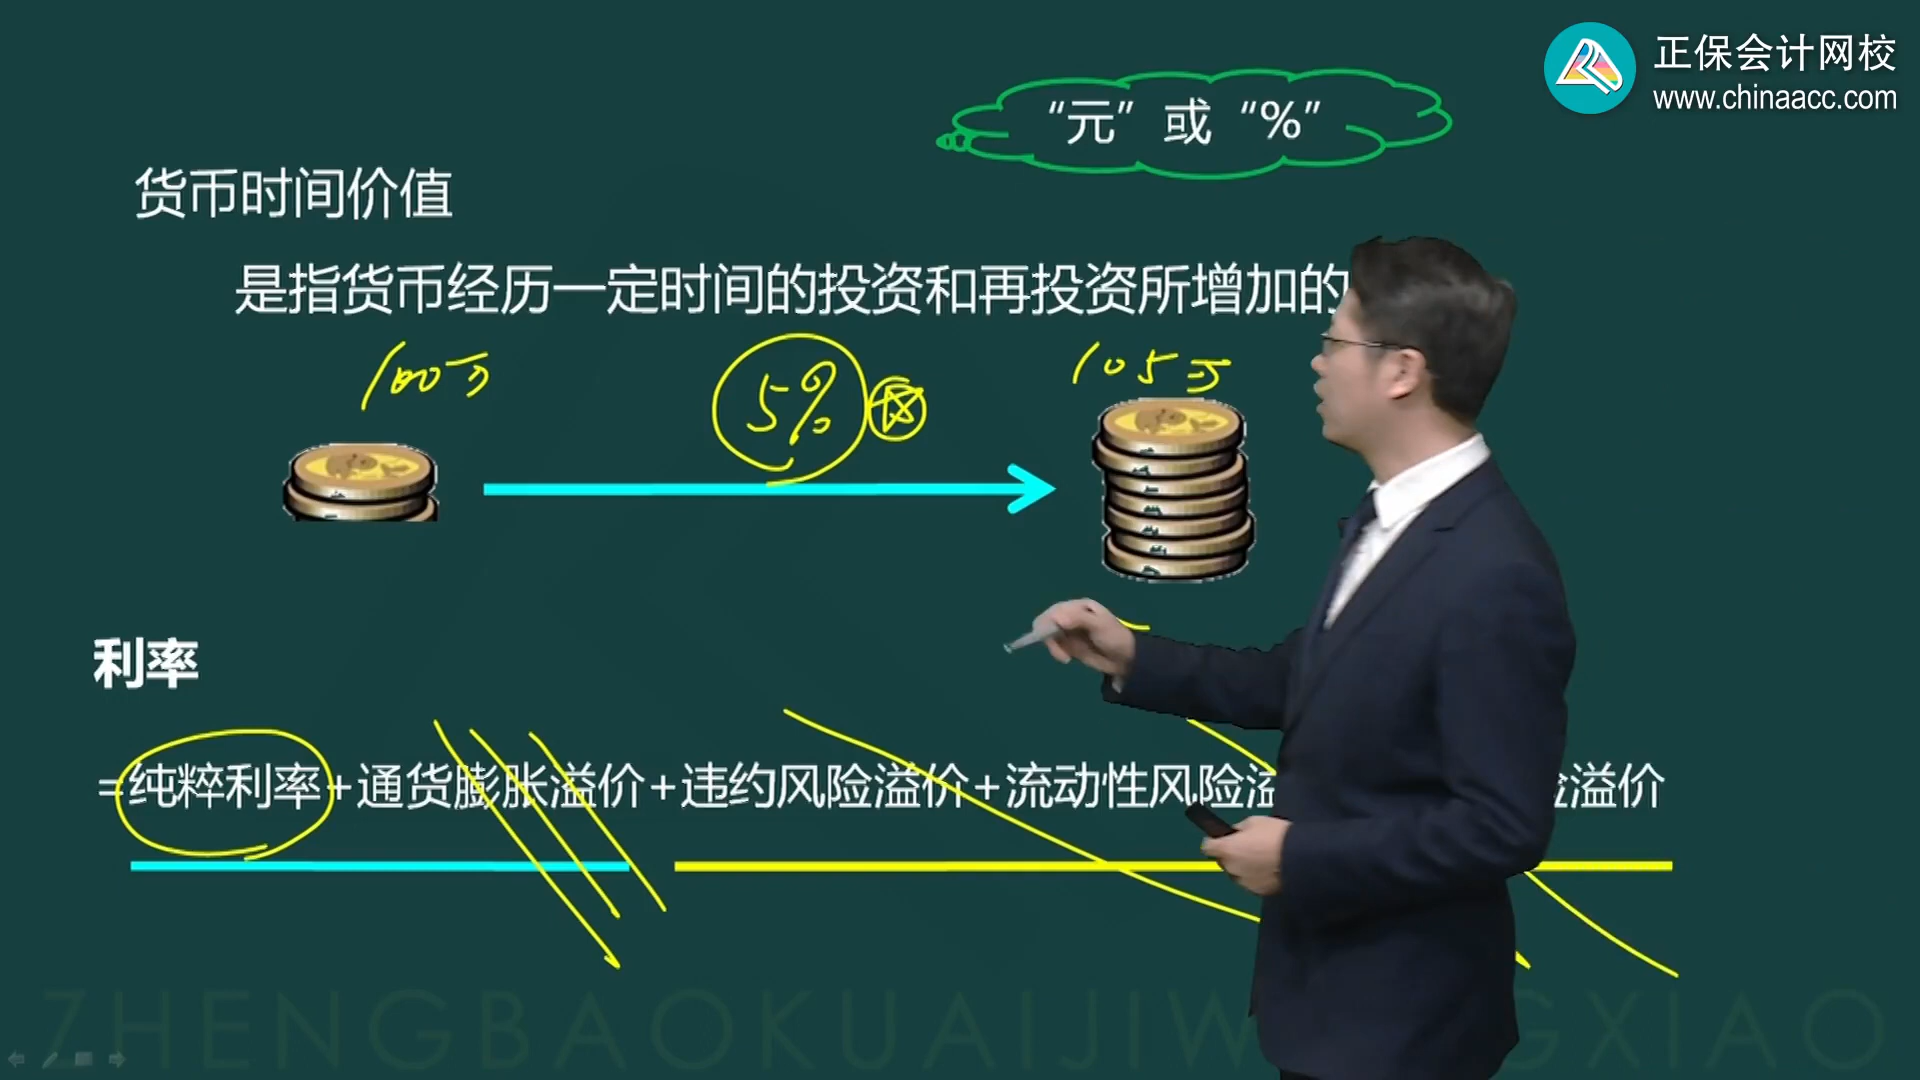 正保会计网校
www.chinaacc.com
“元”或“%”
货币时间价值
是指货币经历一定时间的投资和再投资所增加的
100万
5%
105万
利率
=纯粹利率+通货膨胀溢价+违约风险溢价+流动性风险溢
险溢价
ZHENGBAOKUAIJIW GXIAO